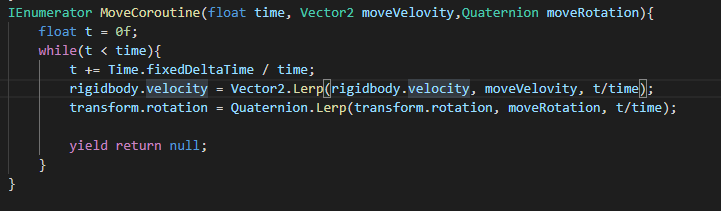 IEnumerator MoveCoroutine(float time, Vector2 moveVelovity,Quaternion moveRotation){
float t = 0f;
while(t < time){
t += Time.fixedDeltaTime / time;
rigidbody.velocity = Vector2.Lerp(rigidbody.velocity, moveVelovity, t/time);
transform.rotation = Quaternion.Lerp(transform.rotation, moveRotation, t/time);
yield return null;
}
}